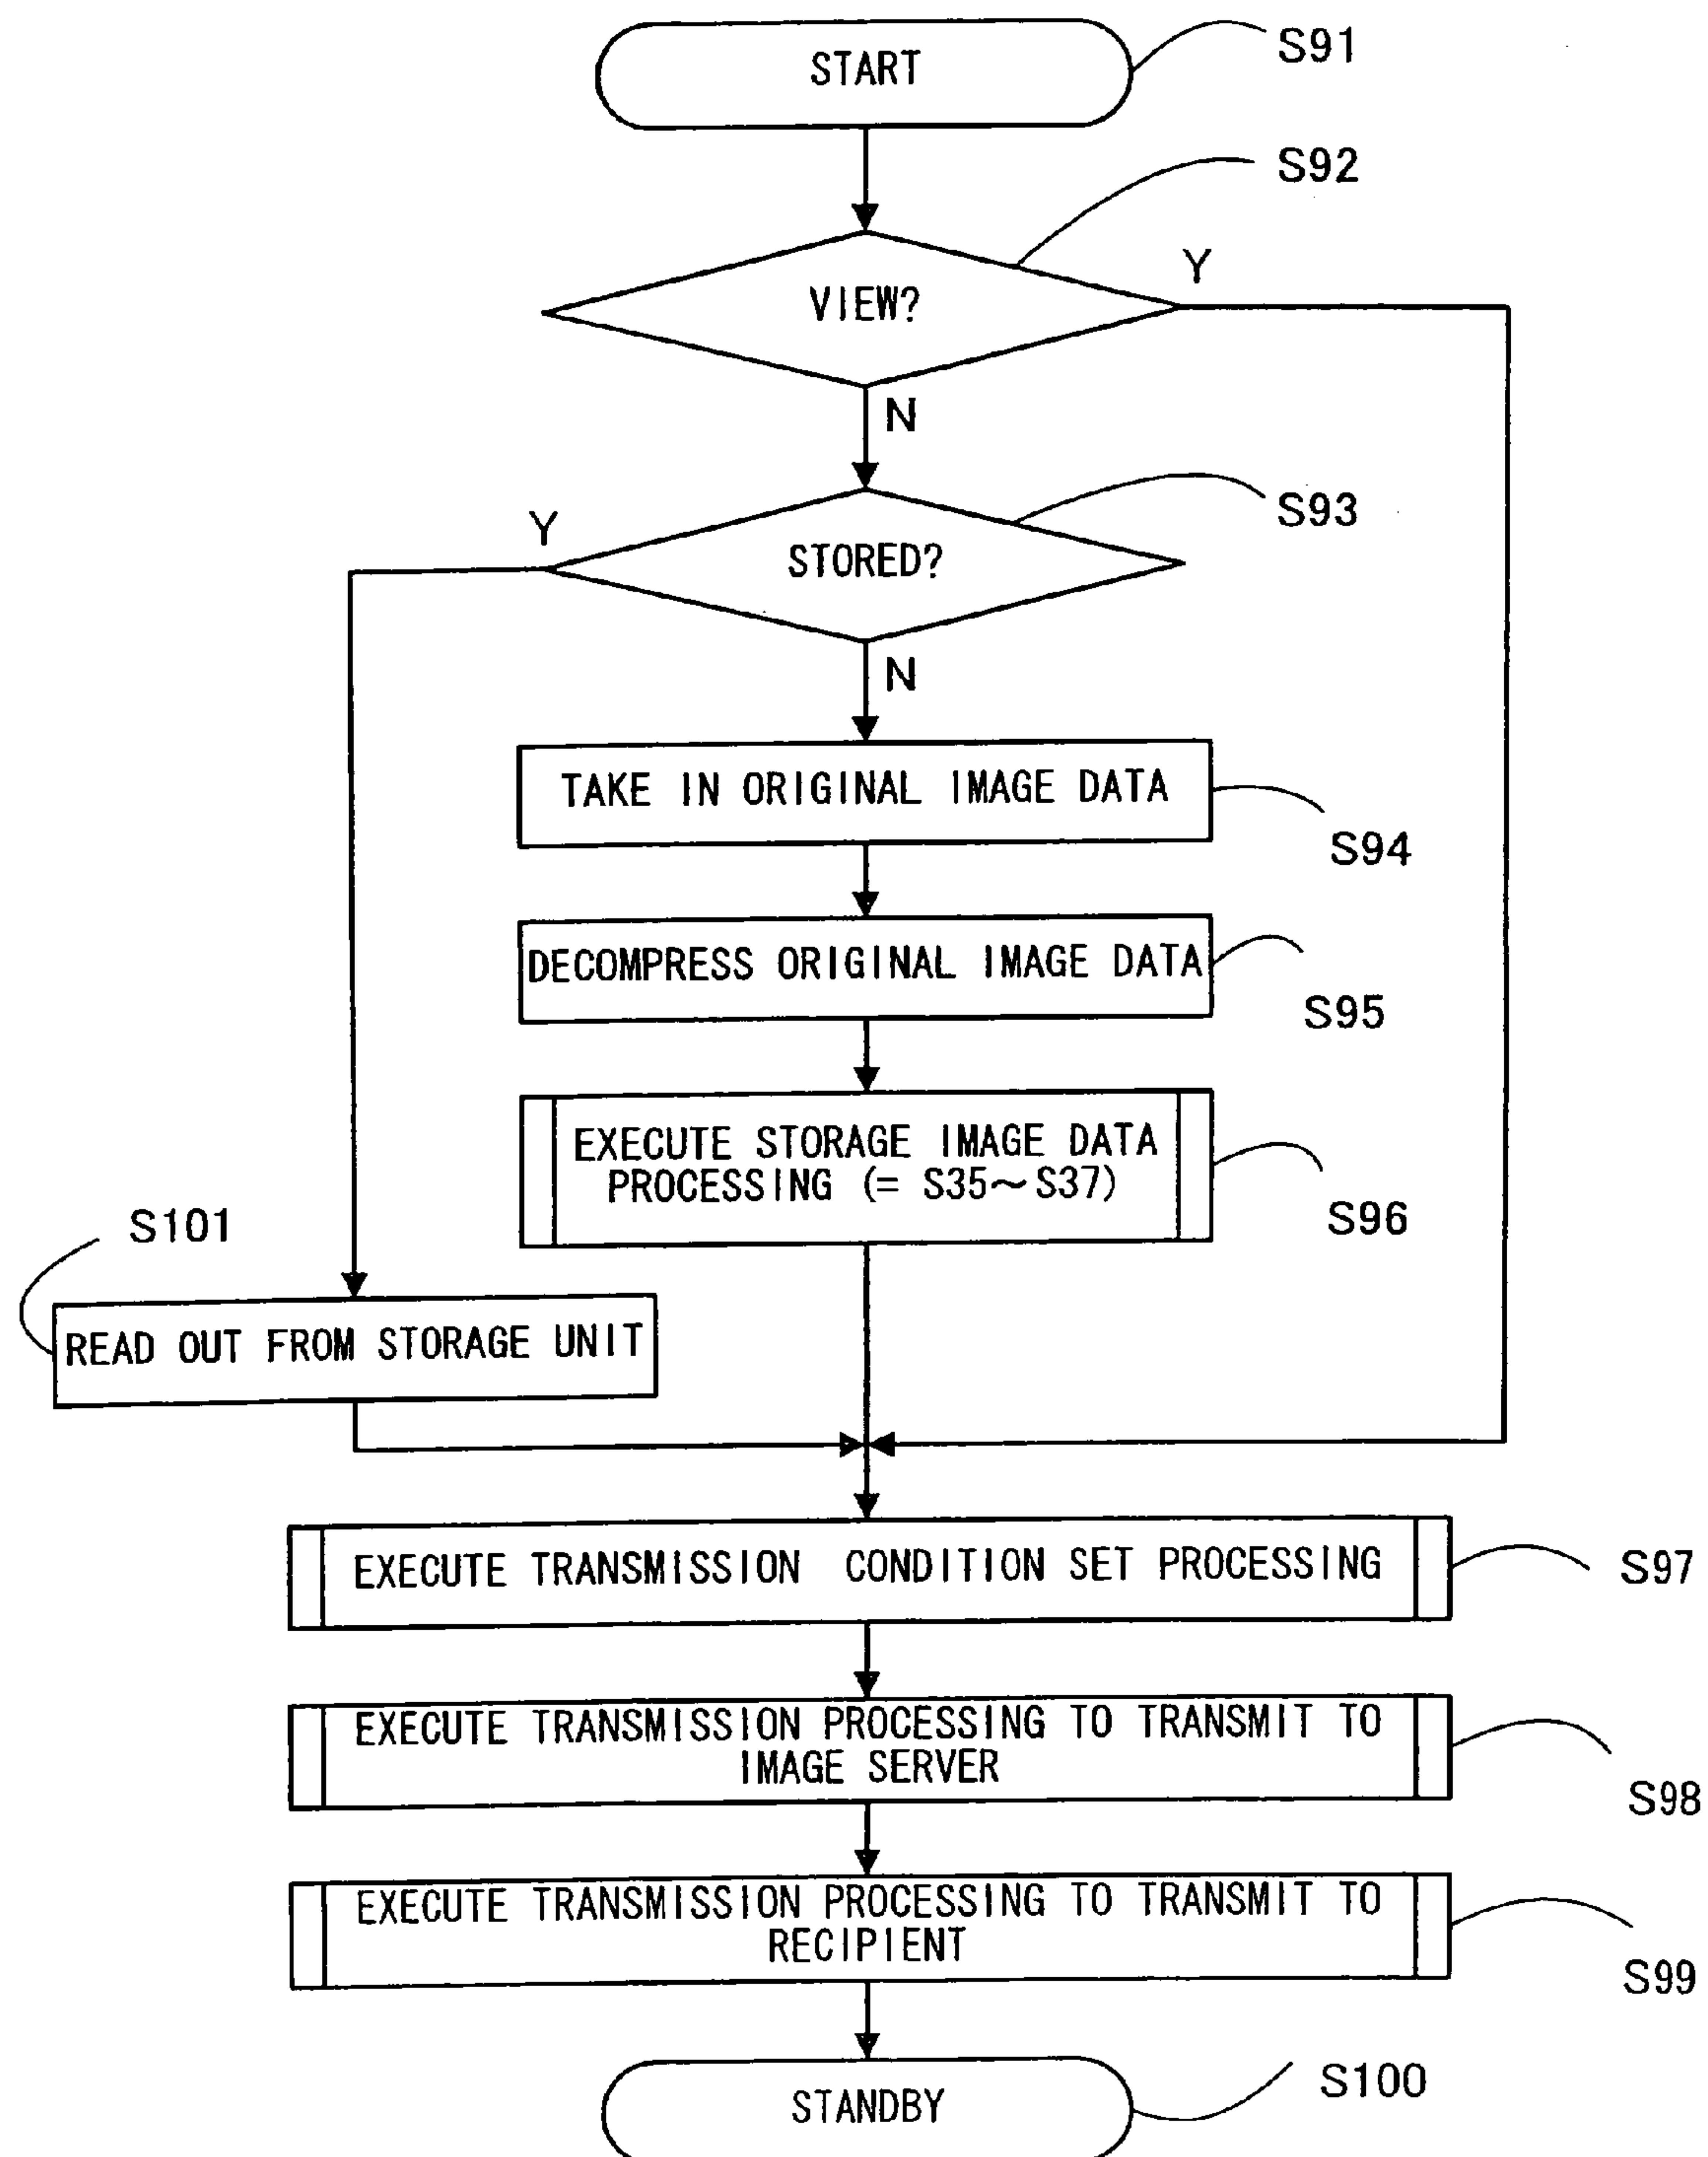 START
S91
S92
VIEW?
Y
N
S93
Y
STORED?
N
TAKE IN ORIGINAL IMAGE DATA
S94
DECOMPRESS ORIGINAL IMAGE DATA
S95
EXECUTE STORAGE IMAGE DATA
PROCESSING (= S35～S37)
S96
S101
READ OUT FROM STORAGE UNIT
EXECUTE TRANSMISSION CONDITION SET PROCESSING
S97
EXECUTE TRANSMISSION PROCESSING TO TRANSMIT TO
IMAGE SERVER
S98
EXECUTE TRANSMISSION PROCESSING TO TRANSMIT TO
RECIPIENT
S99
STANDBY
S100